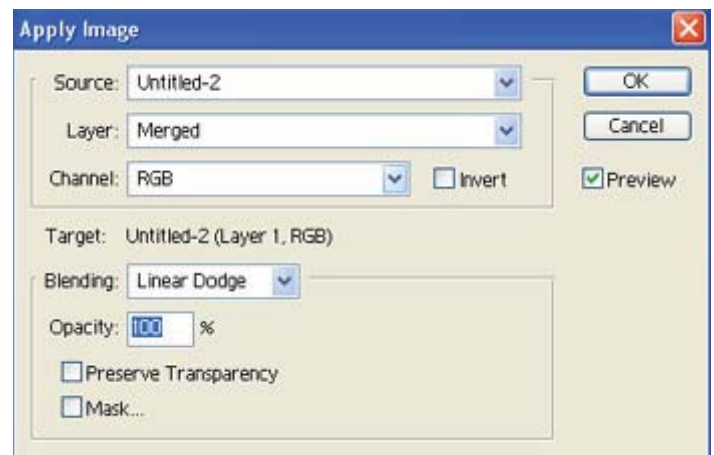 Apply Image
Source: Untitled-2
OK
Layer: Merged
Cancel
Channel: RGB
Invert
Preview
Target: Untitled-2 (Layer 1, RGB)
Blending: Linear Dodge
Opacity: 100 %
Preserve Transparency
Mask...